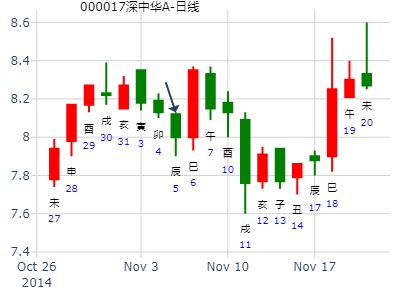 000017深中华A-日线
8.6
8.4
8.2
8
7.8
7.6
7.4
未
27
申
28
酉
29
戌
30
亥
31
寅
3
卯
4
辰
5
巳
6
午
7
酉
10
戌
11
亥
12
子
13
丑
14
辰
17
巳
18
午
19
未
20
Oct 26
2014
Nov 3
Nov 10
Nov 17